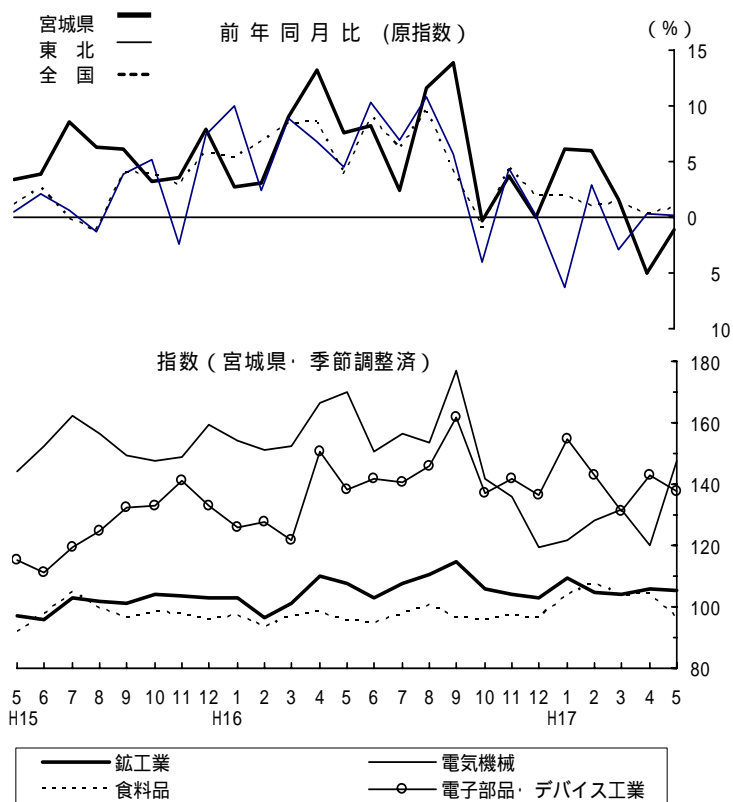 宮城県
東 北
全 国
前 年 同 月 比 (原指数)
(%)
15
10
5
0
5
10
指数 ( 宮城県・季節調整済 )
180
160
140
120
100
80
5 6 7 8 9 10 11 12 1 2 3 4 5 6 7 8 9 10 11 12 1 2 3 4 5
H15 H16 H17
鉱工業 電気機械
食料品 電子部品・デバイス工業